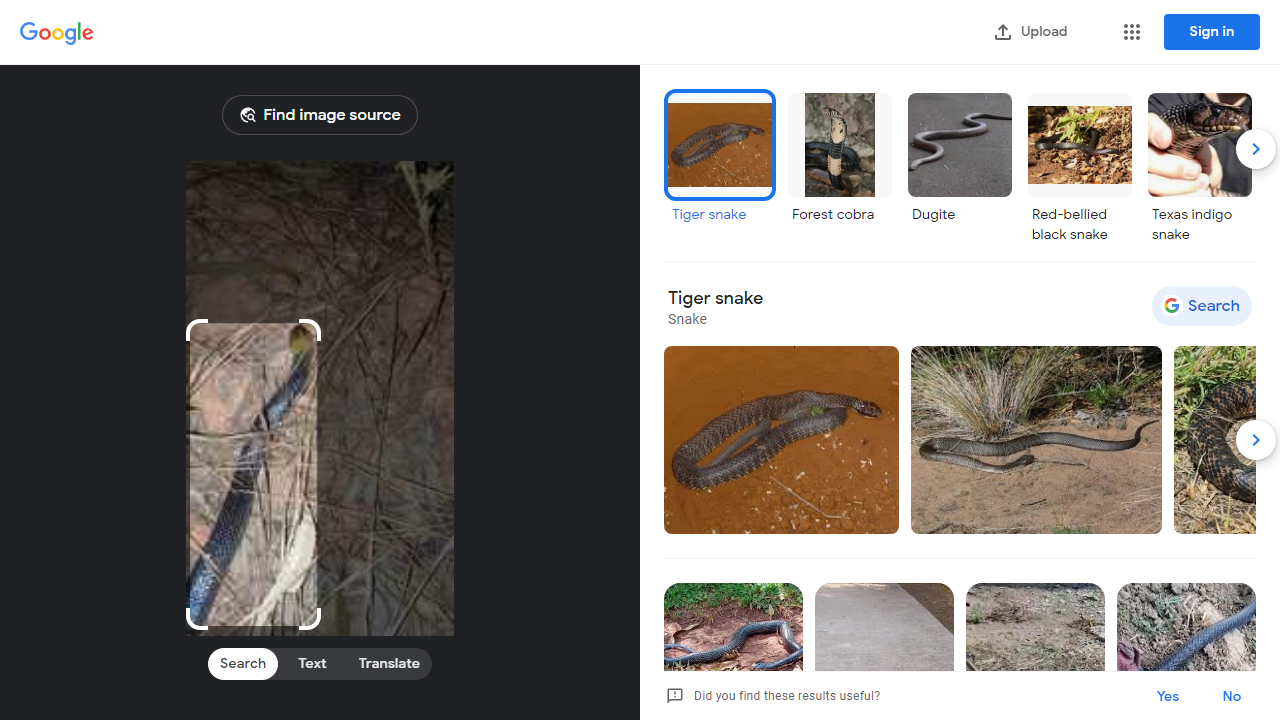 Google
Upload
Sign in
Find image source
Search
Text
Translate
Tiger snake
Forest cobra
Dugite
Red-bellied
black snake
Texas indigo
snake
Tiger snake
Snake
Search
Did you find these results useful?
Yes
No